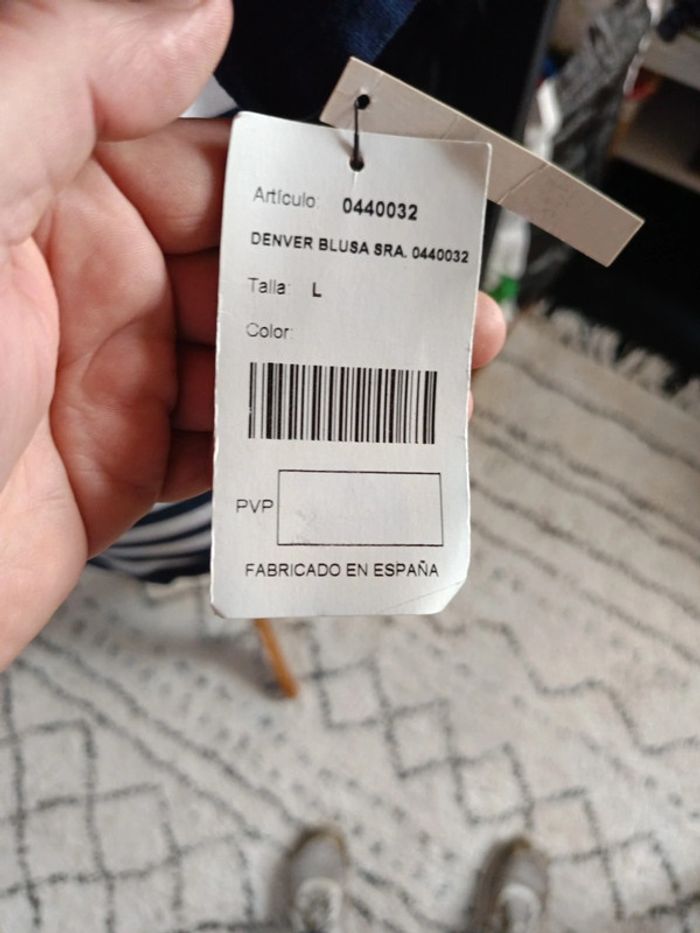 Artículo: 0440032
DENVER BLUSA SRA. 0440032
Talla: L
Color:
PVP
FABRICADO EN ESPAÑA